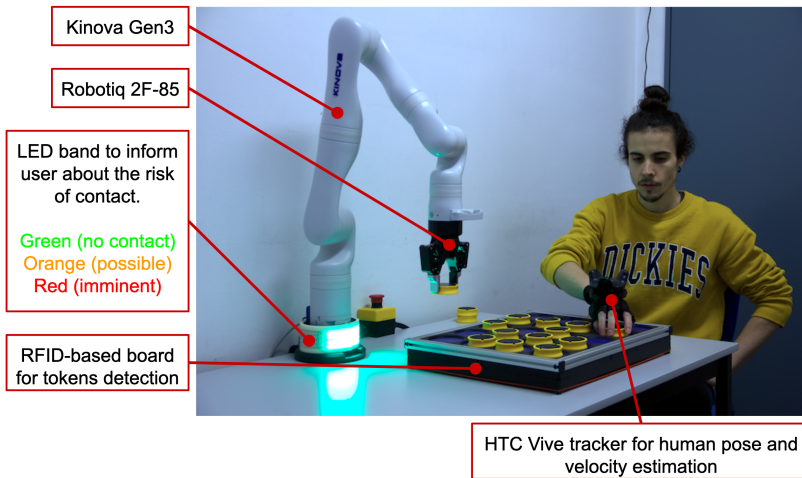 Kinova Gen3
Robotiq 2F-85
LED band to inform
user about the risk
of contact.
Green (no contact)
Orange (possible)
Red (imminent)
RFID-based board
for tokens detection
HTC Vive tracker for human pose and
velocity estimation
KINOVA
DICKIES